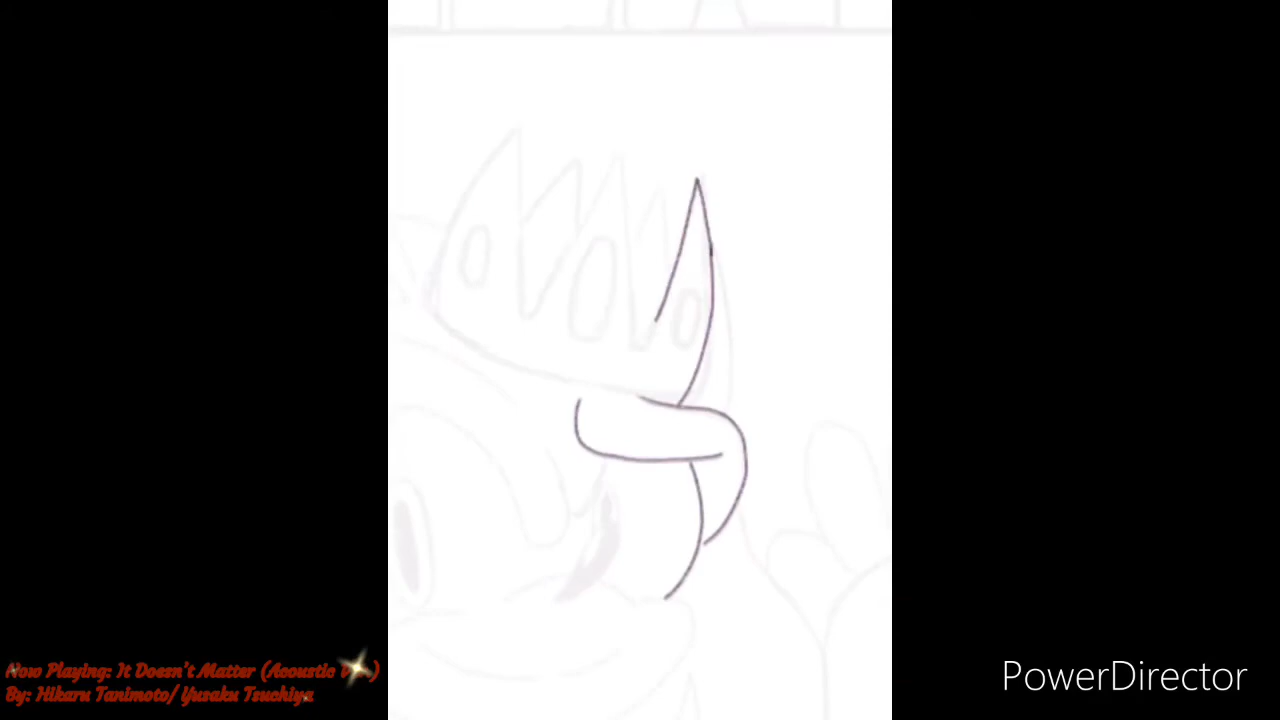 Now Playing: It Doesn't Matter (Acoustic )
By: Hikaru Tanimoto/ Yusaku Tsuchiya
PowerDirector